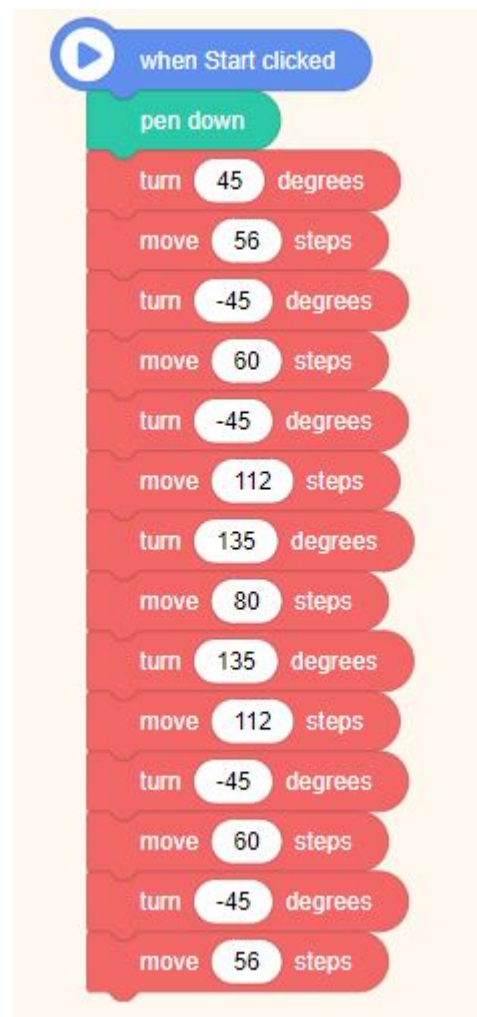 when Start clicked
pen down
turn 45 degrees
move 56 steps
turn -45 degrees
move 60 steps
turn -45 degrees
move 112 steps
turn 135 degrees
move 80 steps
turn 135 degrees
move 112 steps
turn -45 degrees
move 60 steps
turn -45 degrees
move 56 steps